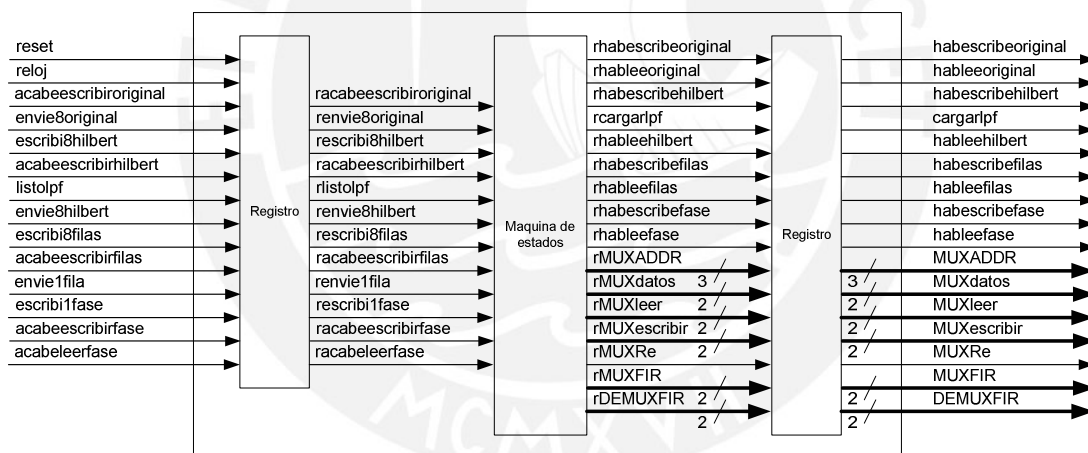 reset
reloj
acabeescribiroriginal
envie8original
escribi8hilbert
acabeescribirhilbert
listolpf
envie8hilbert
escribi8filas
acabeescribirfilas
envie1fila
escribi1fase
acabeescribirfase
acabeleerfase
Registro
racabeescribiroriginal
renvie8original
rescribi8hilbert
racabeescribirhilbert
rlistolpf
renvie8hilbert
rescribi8filas
racabeescribirfilas
renvie1fila
rescribi1fase
racabeescribirfase
racabeleerfase
Maquina de
estados
rhabescribeoriginal
rhableeoriginal
rhabescribehilbert
rcargarlpf
rhableehilbert
rhabescribefilas
rhableefilas
rhabescribefase
rhableefase
rMUXADDR
rMUXdatos 3
rMUXleer 2
rMUXescribir 2
rMUXRe 2
rMUXFIR
rDEMUXFIR 2
2
Registro
habescribeoriginal
hableeoriginal
habescribehilbert
cargarlpf
hableehilbert
habescribefilas
hableefilas
habescribefase
hableefase
MUXADDR
3 MUXdatos
2 MUXleer
2 MUXescribir
2 MUXRe
MUXFIR
2 DEMUXFIR
2
MCMXVII